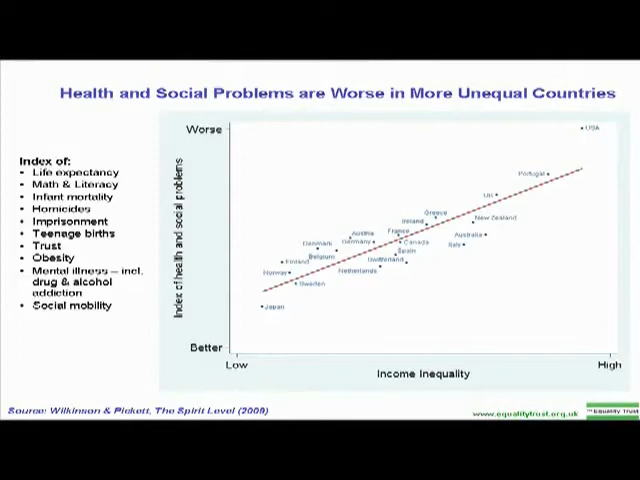 Health and Social Problems are Worse in More Unequal Countries
Index of:
• Life expectancy
• Math & Literacy
• Infant mortality
• Homicides
• Imprisonment
• Teenage births
• Trust
• Obesity
• Mental illness – incl.
drug & alcohol
addiction
• Social mobility
Index of health and social problems
Worse
USA
Portugal
UK
Greece
New Zealand
Ireland
France
Austria
Australia
Germany
Canada
Italy
Denmark
Spain
Belgium
Switzerland
Finland
Netherlands
Norway
Sweden
Japan
Better
Low
High
Income Inequality
Source: Wilkinson & Pickett, The Spirit Level (2009)
www.equalitytrust.org.uk
The Equality Trust